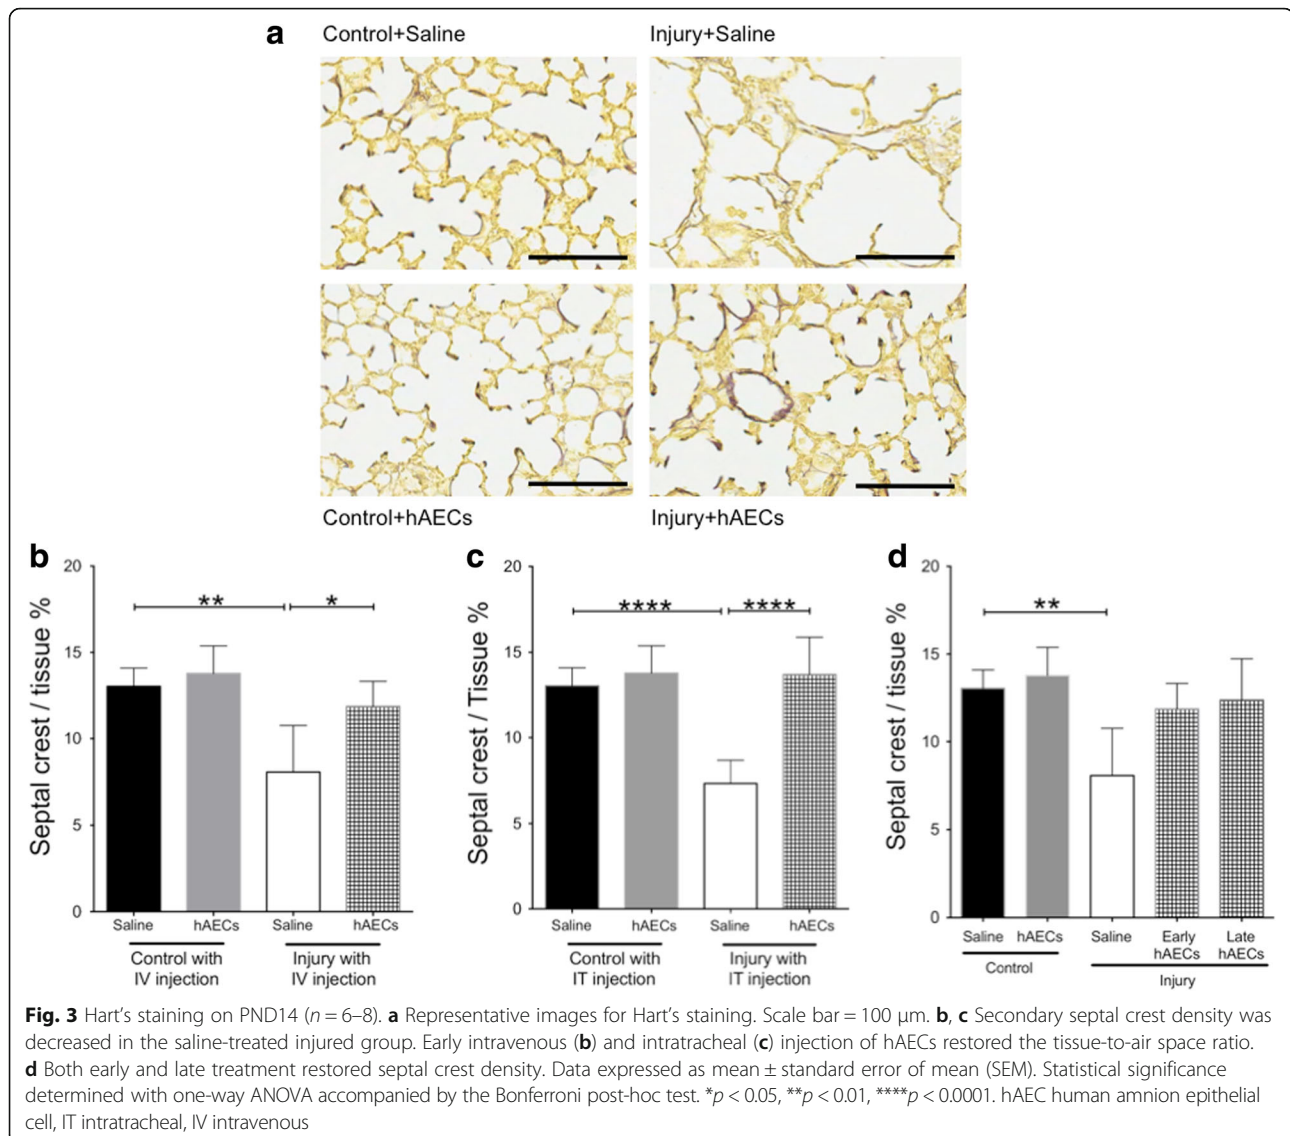 a
Control+Saline
Injury+Saline
Control+hAECs
Injury+hAECs
b
Septal crest / tissue %
20
15
10
5
0
**
*
Saline
hAECs
Saline
hAECs
Control with
IV injection
Injury with
IV injection
c
Septal crest / Tissue %
20
15
10
5
0
****
****
Saline
hAECs
Saline
hAECs
Control with
IT injection
Injury with
IT injection
d
Septal crest / tissue %
20
15
10
5
0
**
Saline
hAECs
Saline
Early
hAECs
Late
hAECs
Control
Injury
Fig. 3 Hart's staining on PND14 (n = 6–8). a Representative images for Hart's staining. Scale bar = 100 μm. b, c Secondary septal crest density was
decreased in the saline-treated injured group. Early intravenous (b) and intratracheal (c) injection of hAECs restored the tissue-to-air space ratio.
d Both early and late treatment restored septal crest density. Data expressed as mean ± standard error of mean (SEM). Statistical significance
determined with one-way ANOVA accompanied by the Bonferroni post-hoc test. *p < 0.05, **p < 0.01, ****p < 0.0001. hAEC human amnion epithelial
cell, IT intratracheal, IV intravenous